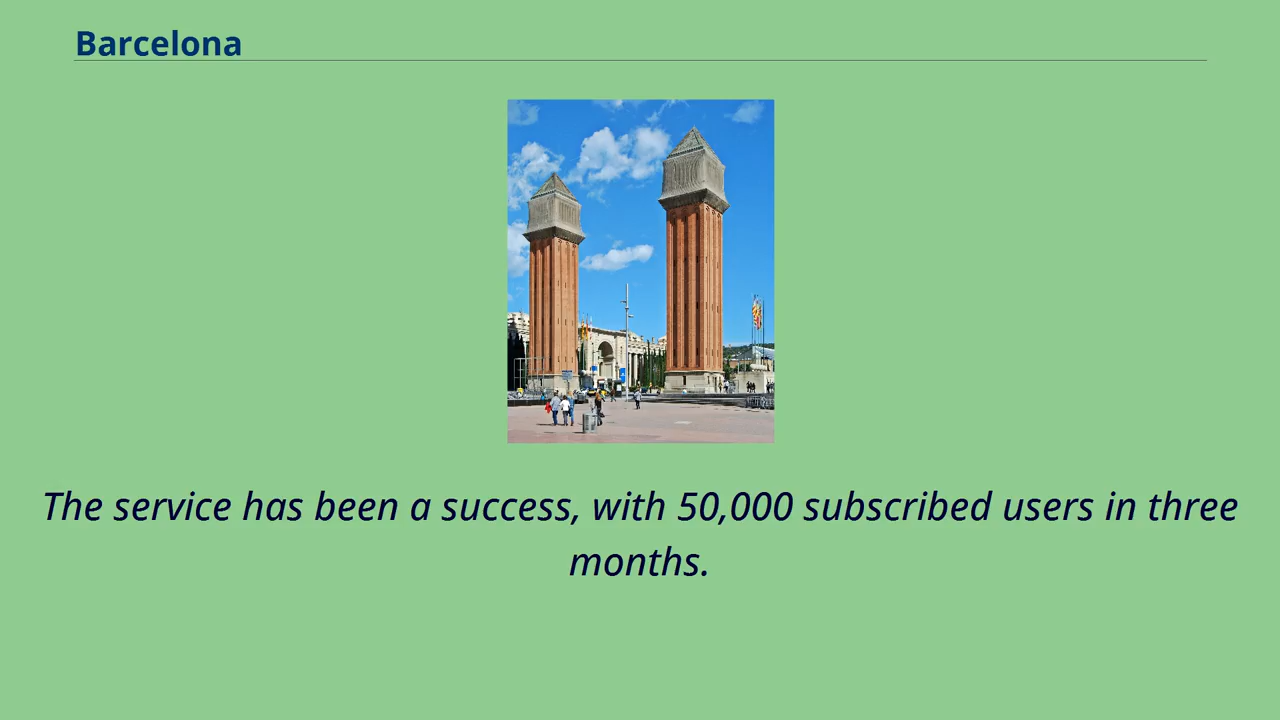 Barcelona
The service has been a success, with 50,000 subscribed users in three
months.